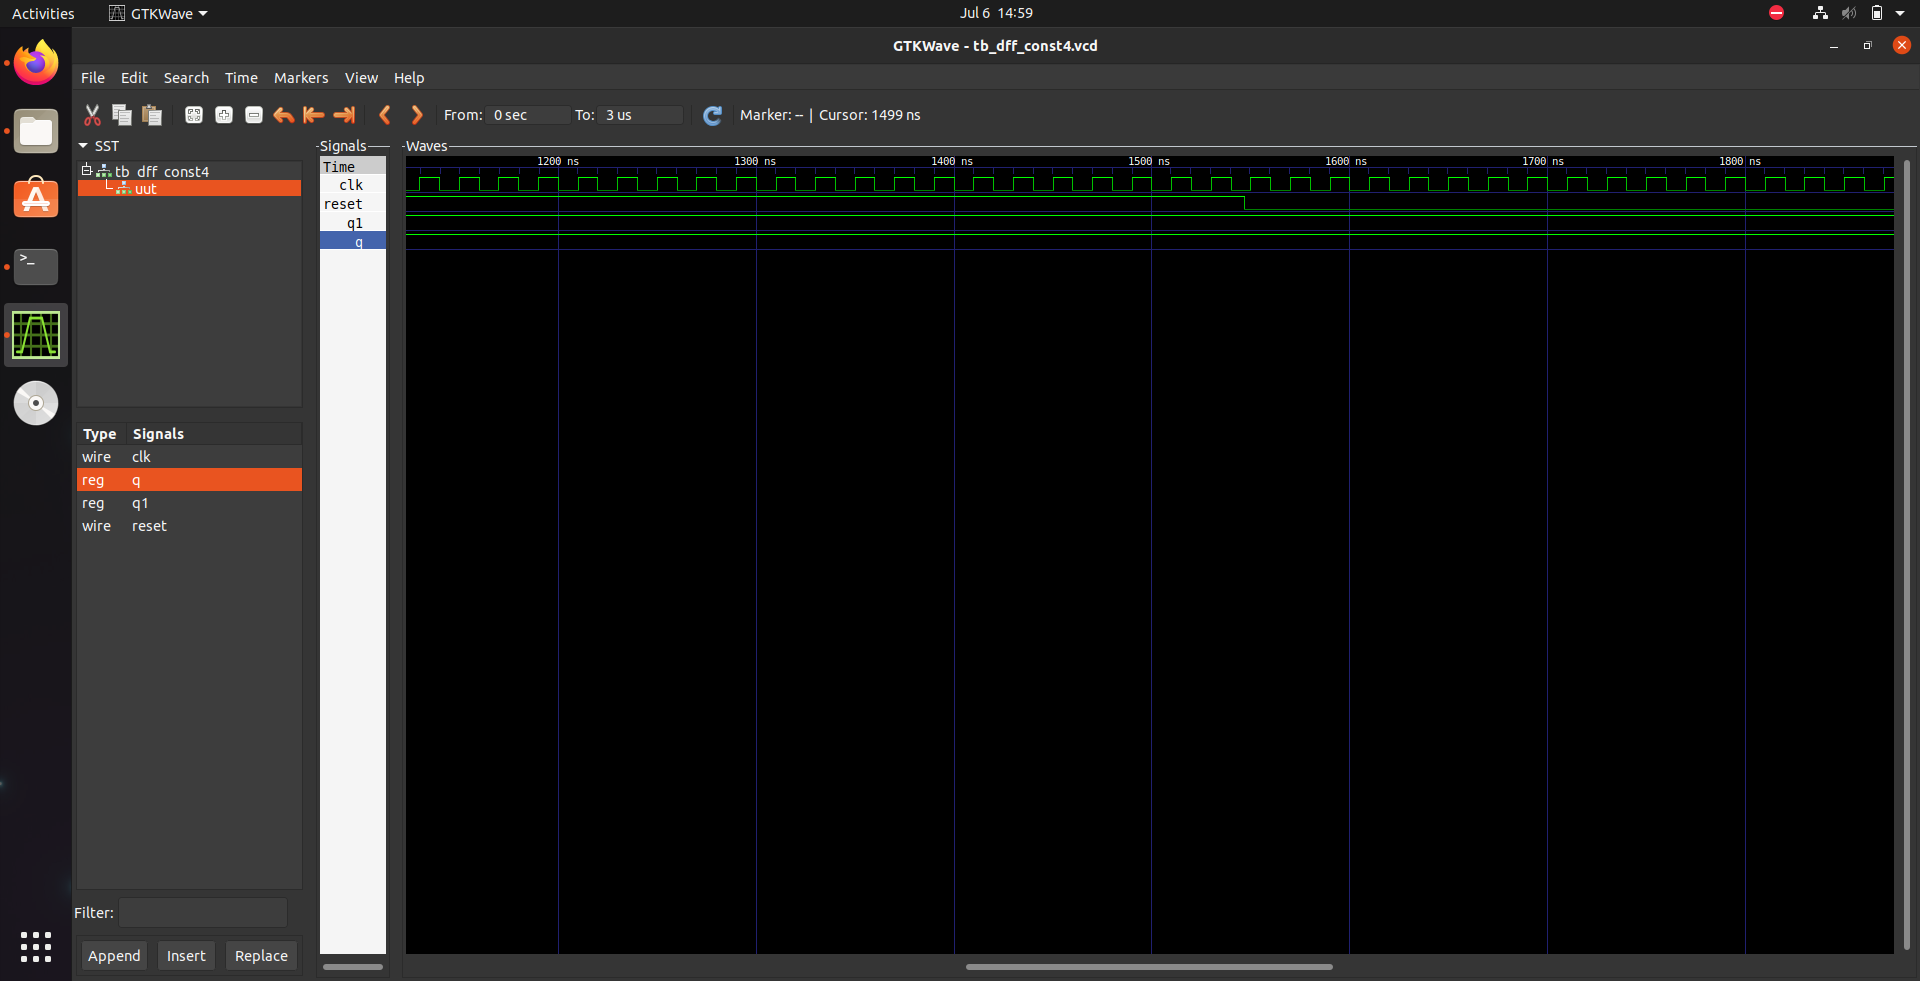 Activities GTKWave Jul 6 14:59
GTKWave - tb_dff_const4.vcd
File Edit Search Time Markers View Help
From: 0 sec To: 3 us Marker: -- | Cursor: 1499 ns
SST
tb_dff_const4
uut
Type Signals
wire clk
reg q
reg q1
wire reset
Filter:
Append Insert Replace
Signals
Time
clk
reset
q1
q
Waves
1200 ns 1300 ns 1400 ns 1500 ns 1600 ns 1700 ns 1800 ns